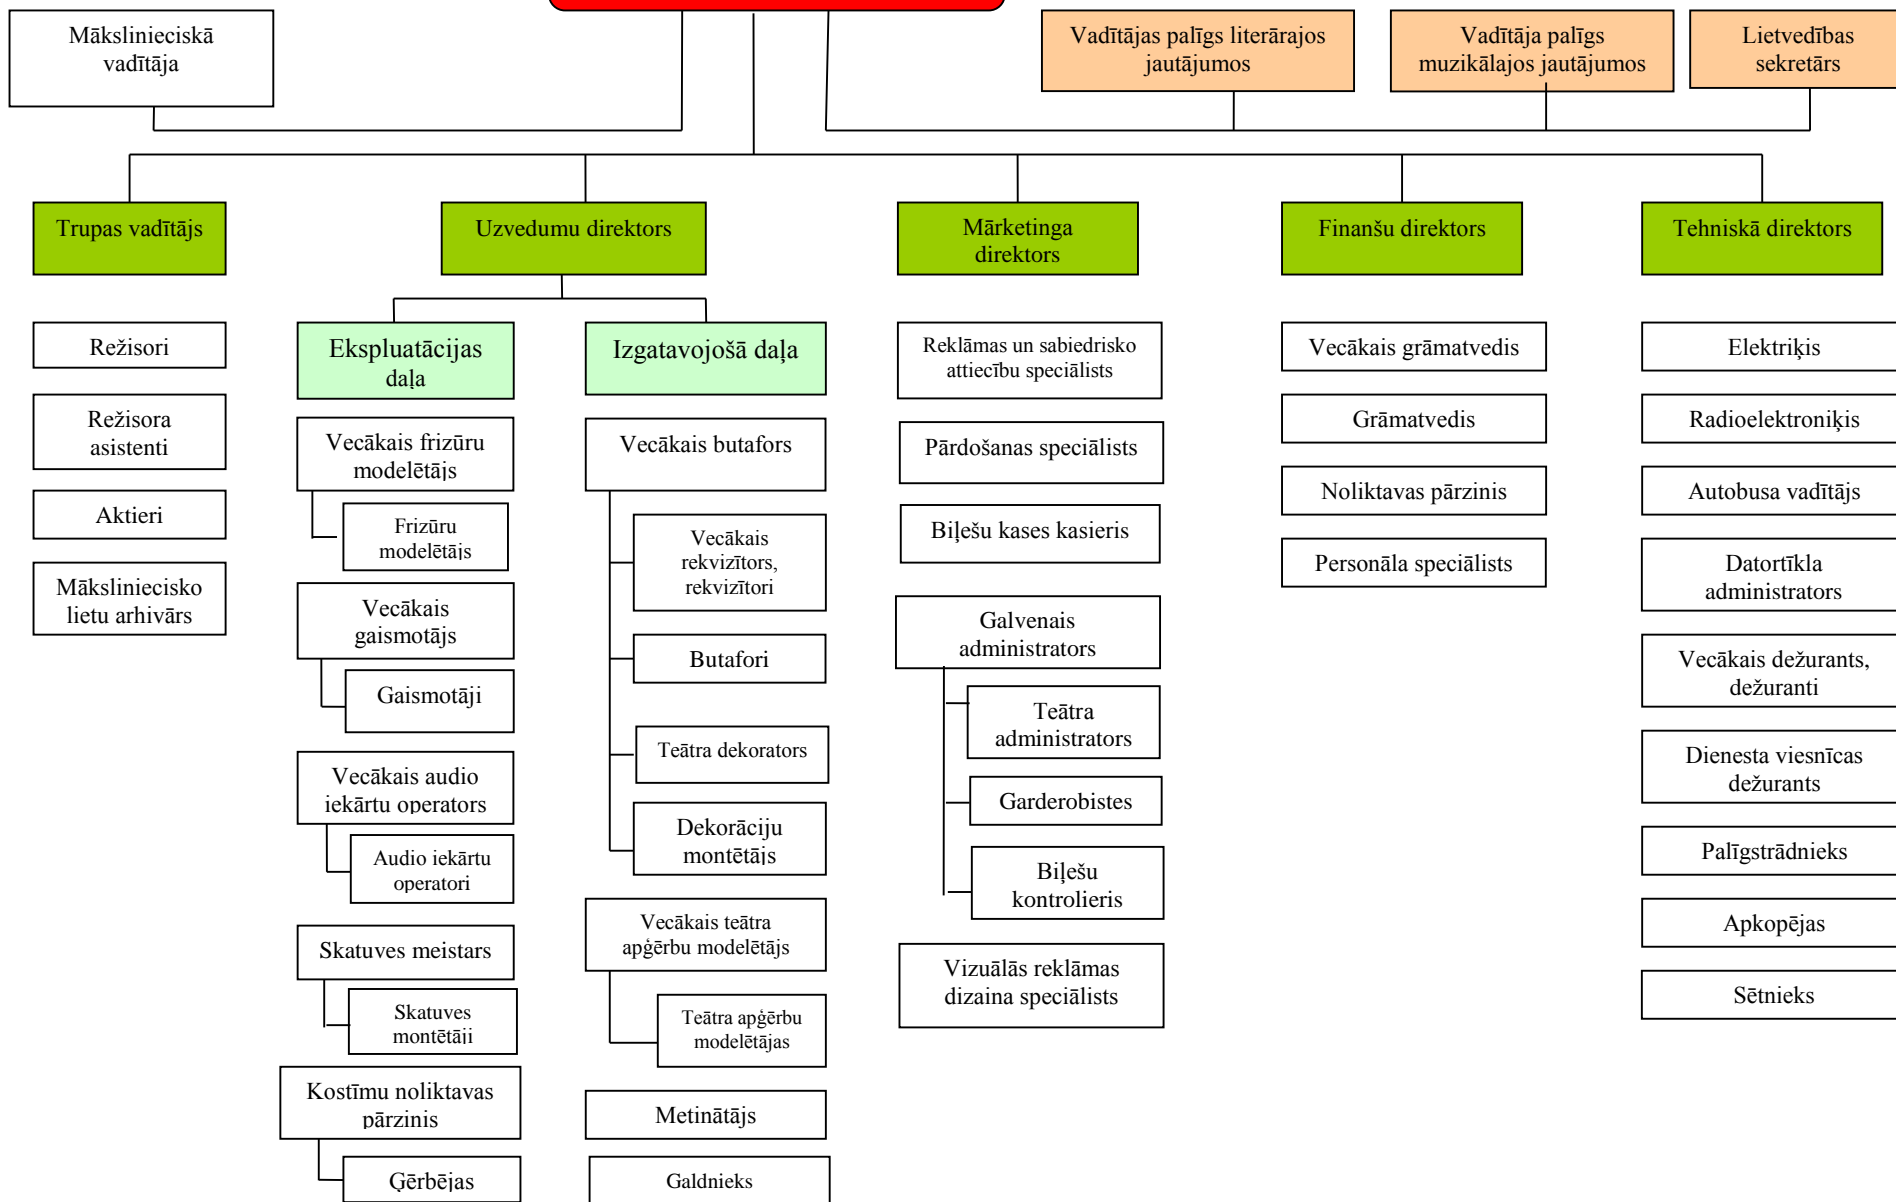 Mākslinieciskā
vadītāja
Vadītājas palīgs literārajos
jautājumos
Vadītāja palīgs
muzikālajos jautājumos
Lietvedības
sekretārs
Trupas vadītājs
Uzvedumu direktors
Mārketinga
direktors
Finanšu direktors
Tehniskā direktors
Režisori
Režisora
asistenti
Aktieri
Māksliniecisko
lietu arhivārs
Ekspluatācijas
daļa
Vecākais frizūru
modelētājs
Frizūru
modelētājs
Vecākais
gaismotājs
Gaismotāji
Vecākais audio
iekārtu operators
Audio iekārtu
operatori
Skatuves meistars
Skatuves
montētāji
Kostīmu noliktavas
pārzinis
Ģērbējas
Izgatavojošā daļa
Vecākais butafors
Vecākais
rekvizītors,
rekvizītori
Butafori
Teātra dekorators
Dekorāciju
montētājs
Vecākais teātra
apģērbu modelētājs
Teātra apģērbu
modelētājas
Metinātājs
Galdnieks
Reklāmas un sabiedrisko
attiecību speciālists
Pārdošanas speciālists
Biļešu kases kasieris
Galvenais
administrators
Teātra
administrators
Garderobistes
Biļešu
kontrolieris
Vizuālās reklāmas
dizaina speciālists
Vecākais grāmatvedis
Grāmatvedis
Noliktavas pārzinis
Personāla speciālists
Elektriķis
Radioelektroniķis
Autobusa vadītājs
Datortīkla
administrators
Vecākais dežurants,
dežuranti
Dienesta viesnīcas
dežurants
Palīgstrādnieks
Apkopējas
Sētnieks